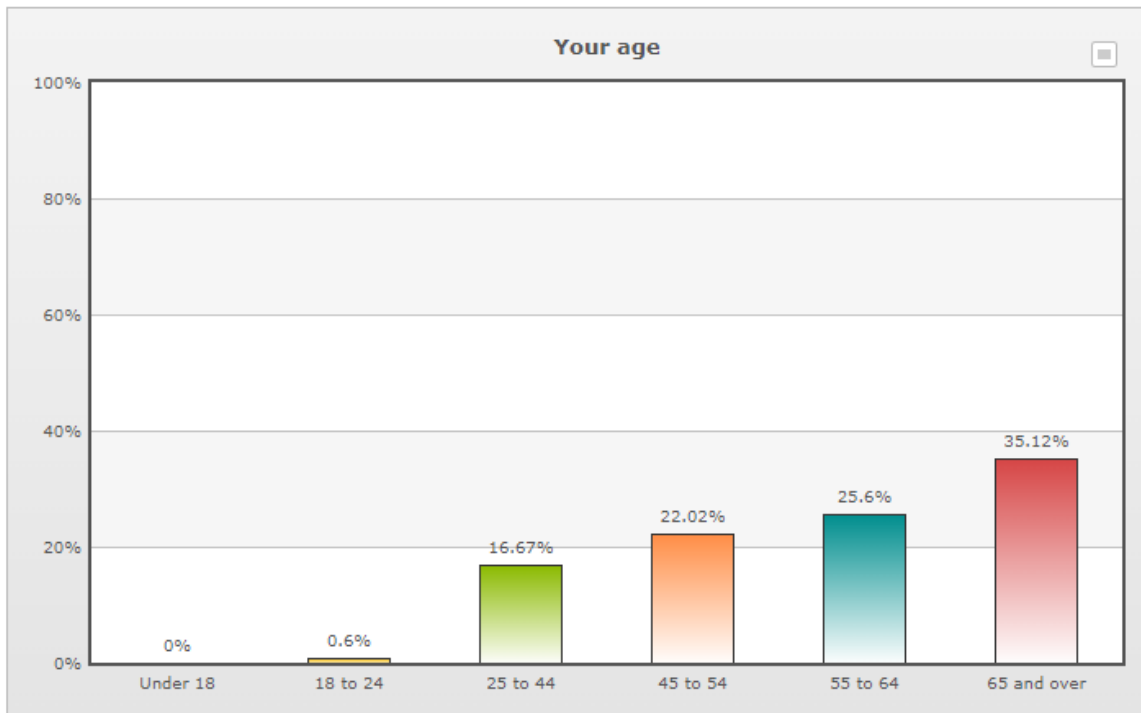 Your age
100%
80%
60%
40%
20%
0%
0%
0.6%
16.67%
22.02%
25.6%
35.12%
Under 18
18 to 24
25 to 44
45 to 54
55 to 64
65 and over